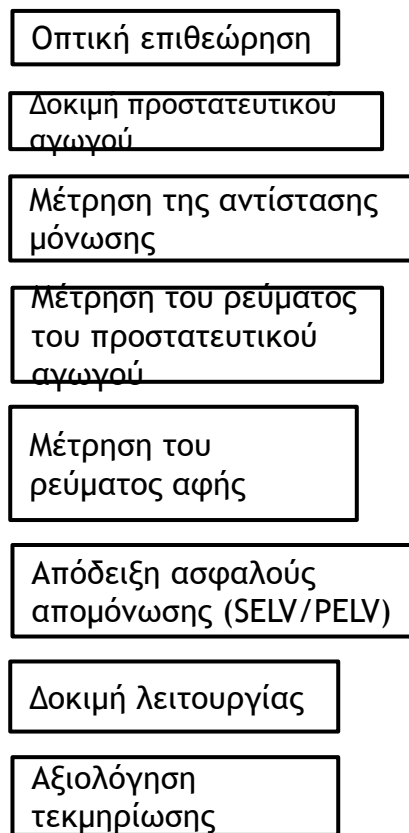 Οπτική επιθεώρηση
Δοκιμή προστατευτικού
αγωγού
Μέτρηση της αντίστασης
μόνωσης
Μέτρηση του ρεύματος
του προστατευτικού
αγωγού
Μέτρηση του
ρεύματος αφής
Απόδειξη ασφαλούς
απομόνωσης (SELV/PELV)
Δοκιμή λειτουργίας
Αξιολόγηση
τεκμηρίωσης